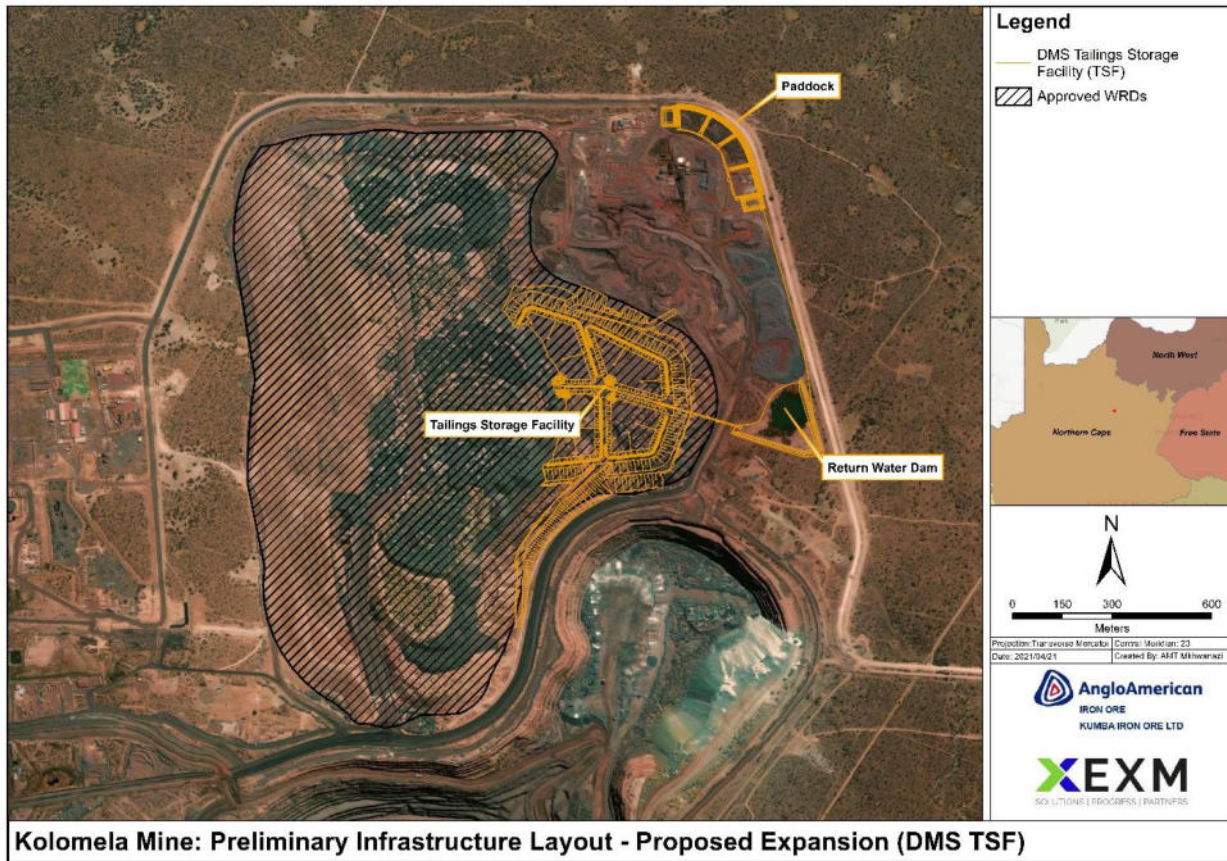 Legend
DMS Tailings Storage
Facility (TSF)
Approved WRDs
Paddock
Tailings Storage Facility
Return Water Dam
North West
Northern Cape
Free State
N
0 150 300 600
Meters
Projection: Transverse Mercator Central Meridian: 23
Date: 2021/04/21 Created By: AMT Mkhwanazi
AngloAmerican
IRON ORE
KUMBA IRON ORE LTD
EXM
SOLUTIONS | PROGRESS | PARTNERS
Kolomela Mine: Preliminary Infrastructure Layout - Proposed Expansion (DMS TSF)